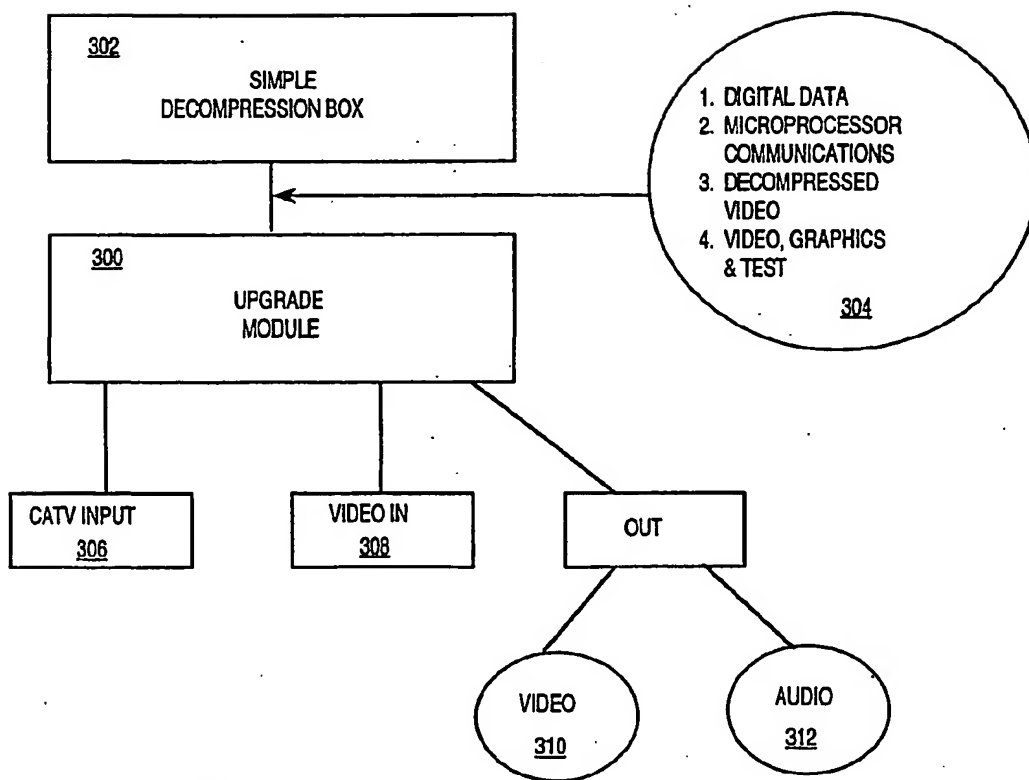 302
SIMPLE
DECOMPRESSION BOX
1. DIGITAL DATA
2. MICROPROCESSOR
COMMUNICATIONS
3. DECOMPRESSED
VIDEO
4. VIDEO, GRAPHICS
& TEST
304
300
UPGRADE
MODULE
CATV INPUT
306
VIDEO IN
308
OUT
VIDEO
310
AUDIO
312